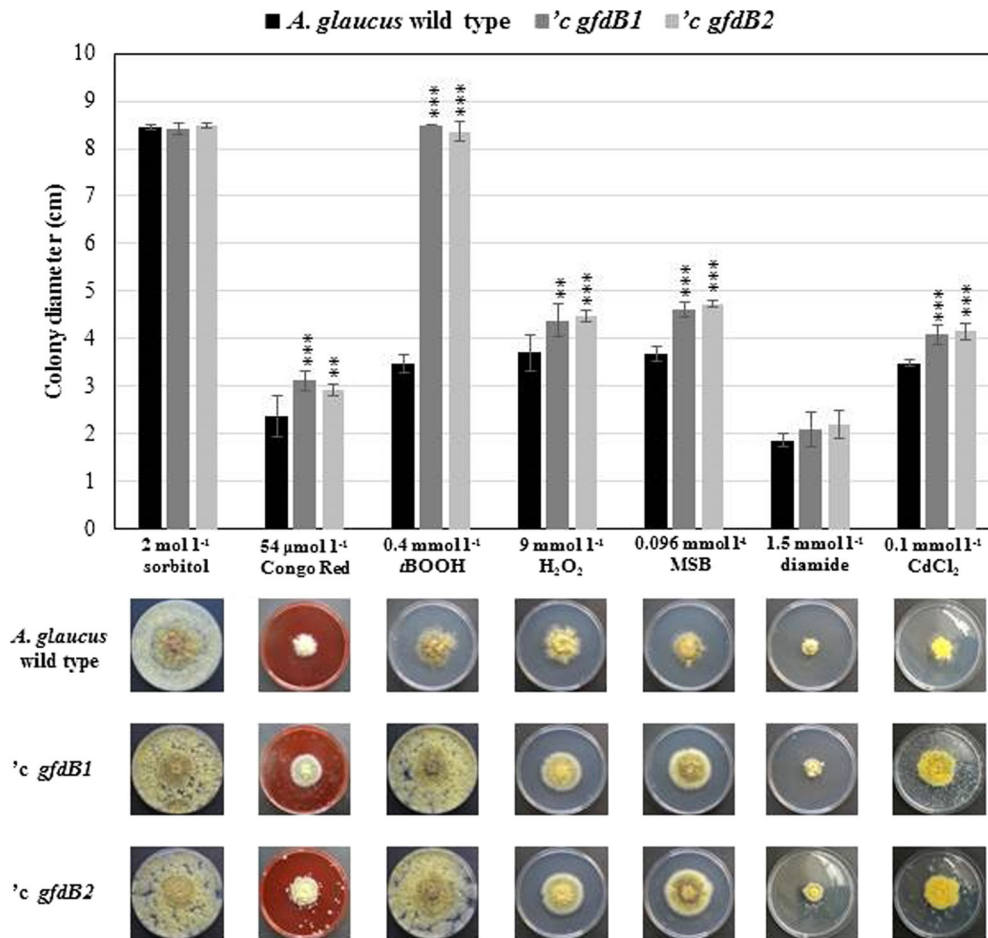 A. glaucus wild type 'c gfdB1 'c gfdB2
Colony diameter (cm)
10
9
8
7
6
5
4
3
2
1
0
***
**
***
***
**
***
***
***
***
***
2 mol l⁻¹
sorbitol
54 µmol l⁻¹
Congo Red
0.4 mmol l⁻¹
tBOOH
9 mmol l⁻¹
H₂O₂
0.096 mmol l⁻¹
MSB
1.5 mmol l⁻¹
diamide
0.1 mmol l⁻¹
CdCl₂
A. glaucus
wild type
'c gfdB1
'c gfdB2